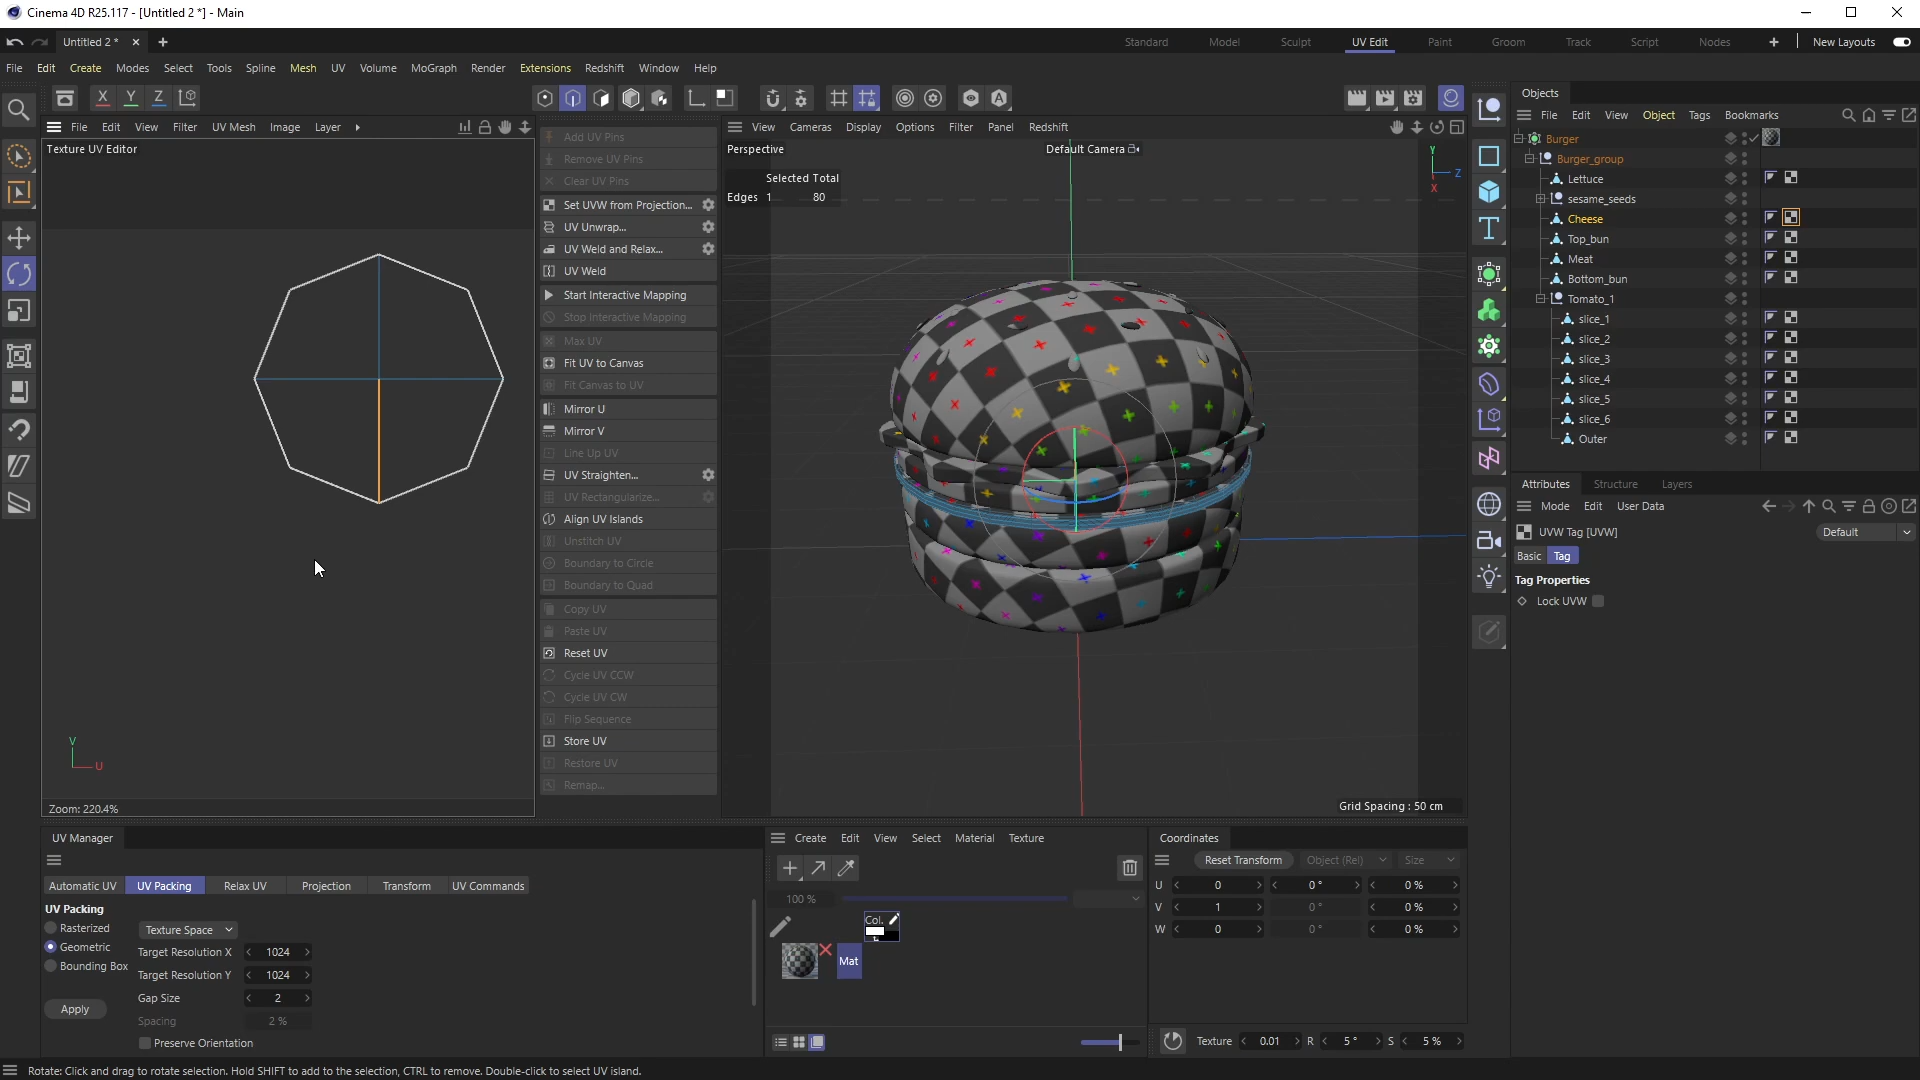 Cinema 4D R25.117 - [Untitled 2 *] - Main
Untitled 2 *
Standard Model Sculpt UV Edit Paint Groom Track Script Nodes New Layouts
File Edit Create Modes Select Tools Spline Mesh UV Volume MoGraph Render Extensions Redshift Window Help
X Y Z
File Edit View Filter UV Mesh Image Layer
Texture UV Editor
V
U
Zoom: 220.4%
Add UV Pins
Remove UV Pins
Clear UV Pins
Set UVW from Projection...
UV Unwrap...
UV Weld and Relax...
UV Weld
Start Interactive Mapping
Stop Interactive Mapping
Max UV
Fit UV to Canvas
Fit Canvas to UV
Mirror U
Mirror V
Line Up UV
UV Straighten...
UV Rectangularize...
Align UV Islands
Unstitch UV
Boundary to Circle
Boundary to Quad
Copy UV
Paste UV
Reset UV
Cycle UV CCW
Cycle UV CW
Flip Sequence
Store UV
Restore UV
Remap...
View Cameras Display Options Filter Panel Redshift
Perspective
Default Camera
Selected Total
Edges 1 80
Y
Z
X
Grid Spacing : 50 cm
Objects
File Edit View Object Tags Bookmarks
Burger
Burger_group
Lettuce
sesame_seeds
Cheese
Top_bun
Meat
Bottom_bun
Tomato_1
slice_1
slice_2
slice_3
slice_4
slice_5
slice_6
Outer
Attributes Structure Layers
Mode Edit User Data
UVW Tag [UVW]
Default
Basic Tag
Tag Properties
Lock UVW
UV Manager
Automatic UV UV Packing Relax UV Projection Transform UV Commands
UV Packing
Rasterized
Geometric
Bounding Box
Apply
Texture Space
Target Resolution X 1024
Target Resolution Y 1024
Gap Size 2
Spacing 2 %
Preserve Orientation
Create Edit View Select Material Texture
100 %
Col.
Mat
Coordinates
Reset Transform Object (Rel) Size
U 0 0 ° 0 %
V 1 0 ° 0 %
W 0 0 ° 0 %
Texture 0.01 R 5 ° S 5 %
Rotate: Click and drag to rotate selection. Hold SHIFT to add to the selection, CTRL to remove. Double-click to select UV island.